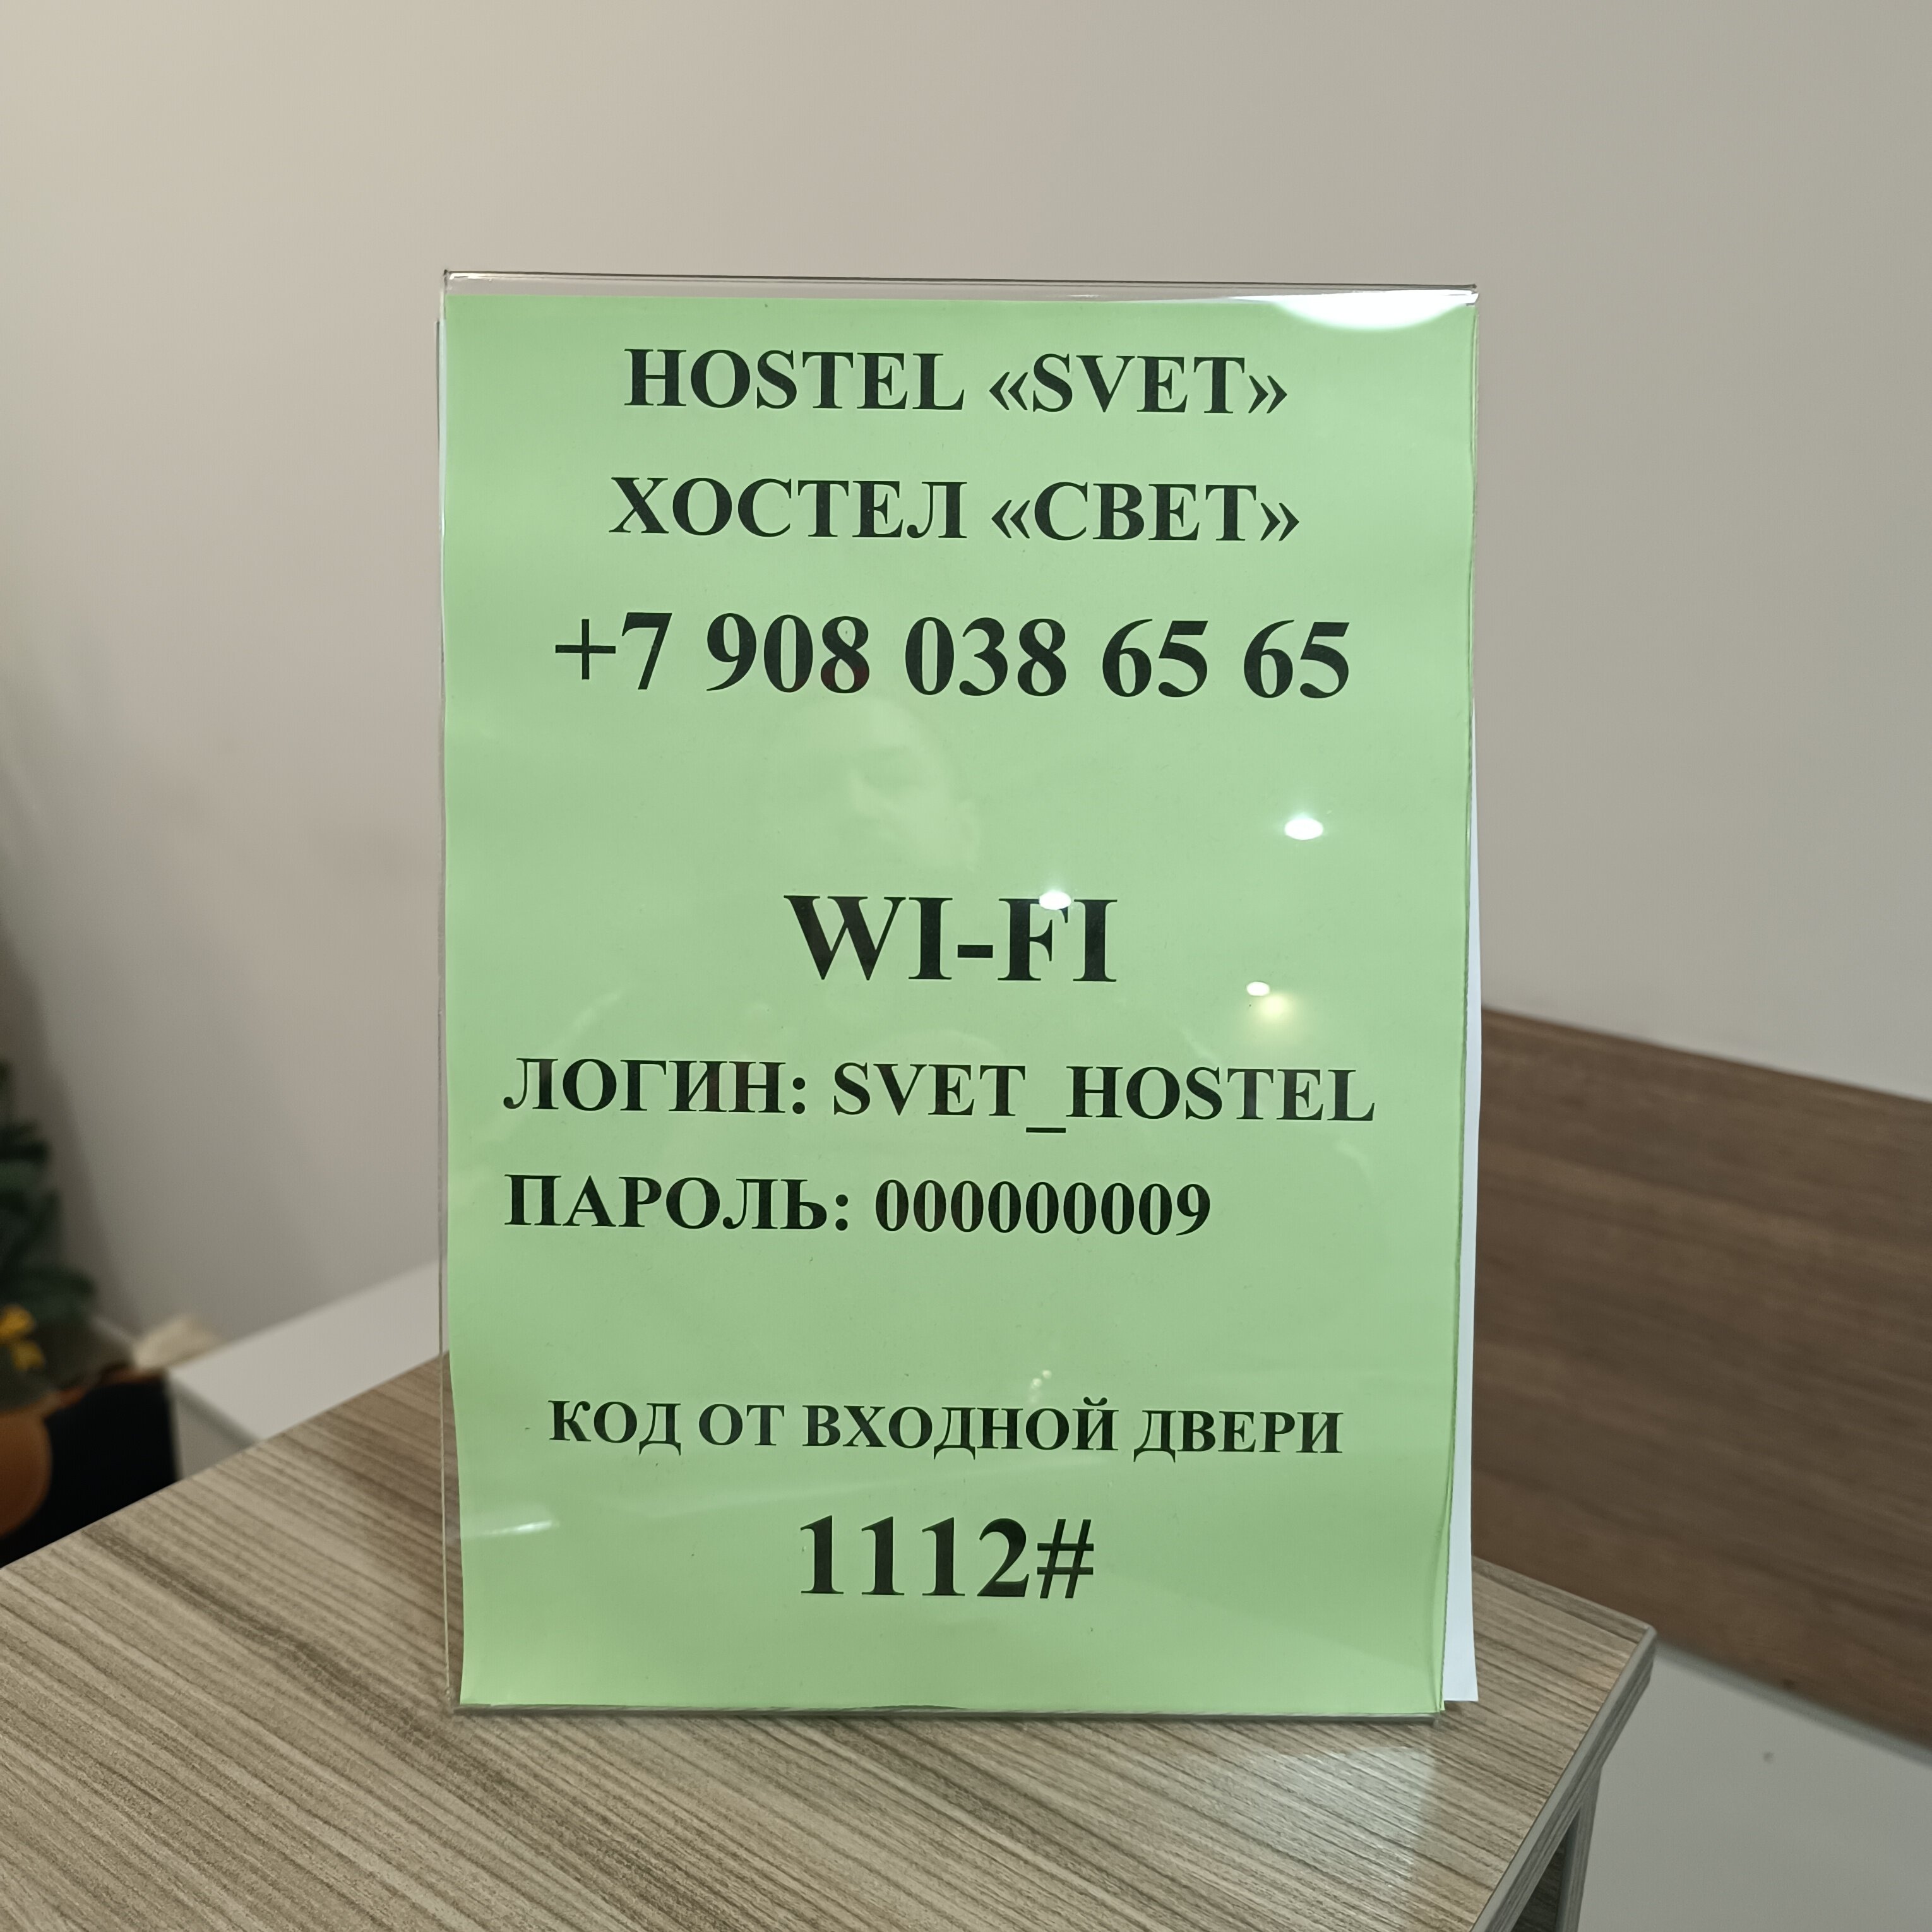 HOSTEL «SVET»
ХОСТЕЛ «СВЕТ»
+7 908 038 65 65
WI-FI
ЛОГИН: SVET_HOSTEL
ПАРОЛЬ: 000000009
КОД ОТ ВХОДНОЙ ДВЕРИ
1112#